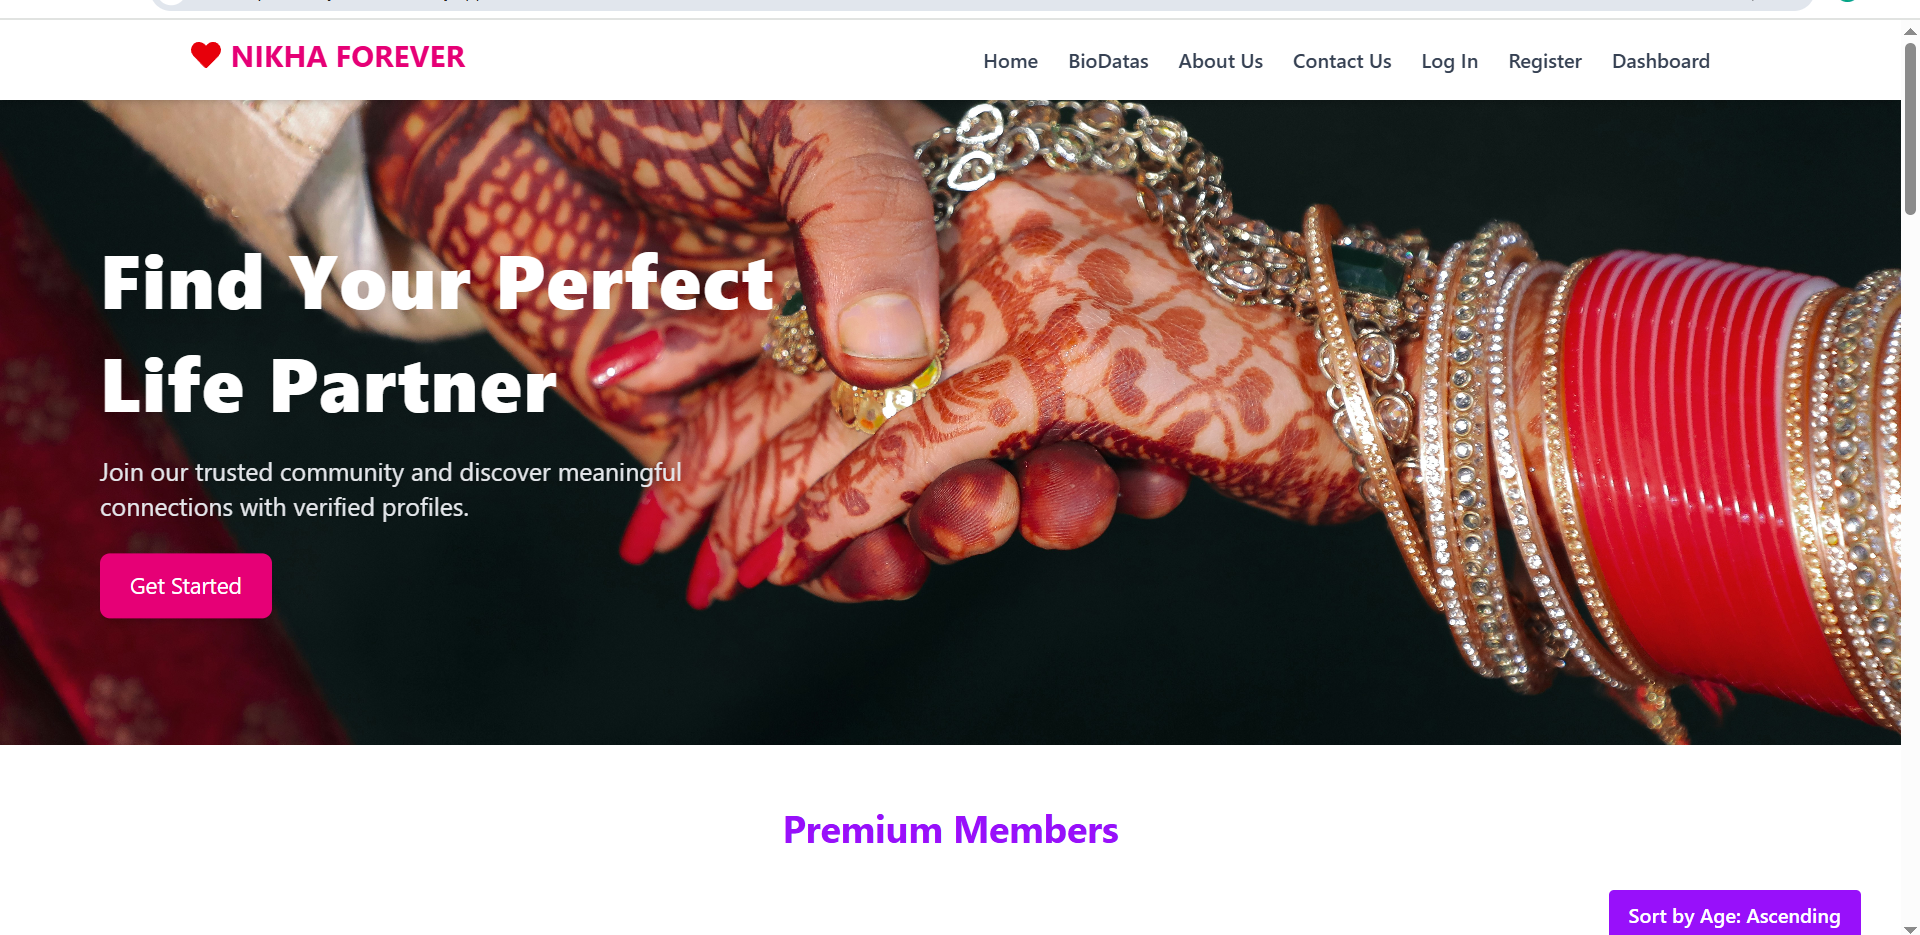 NIKHA FOREVER
Home BioDatas About Us Contact Us Log In Register Dashboard
Find Your Perfect
Life Partner
Join our trusted community and discover meaningful
connections with verified profiles.
Get Started
Premium Members
Sort by Age: Ascending